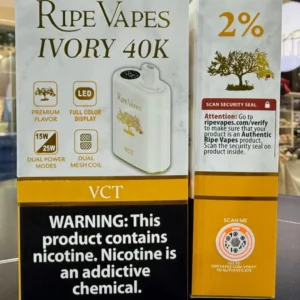 RIPE VAPES
IVORY 40K
PREMIUM
FLAVOR
LED
FULL COLOR
DISPLAY
15W
25W
DUAL POWER
MODES
DUAL
MESH COIL
RIPE VAPES
VCT
WARNING: This
product contains
nicotine. Nicotine is
an addictive
chemical.
2%
SCAN SECURITY SEAL
Attention: Go to
ripevapes.com/verify
to make sure that your
product is an Authentic
Ripe Vapes product.
Scan the security seal on
product inside.
SCAN ME